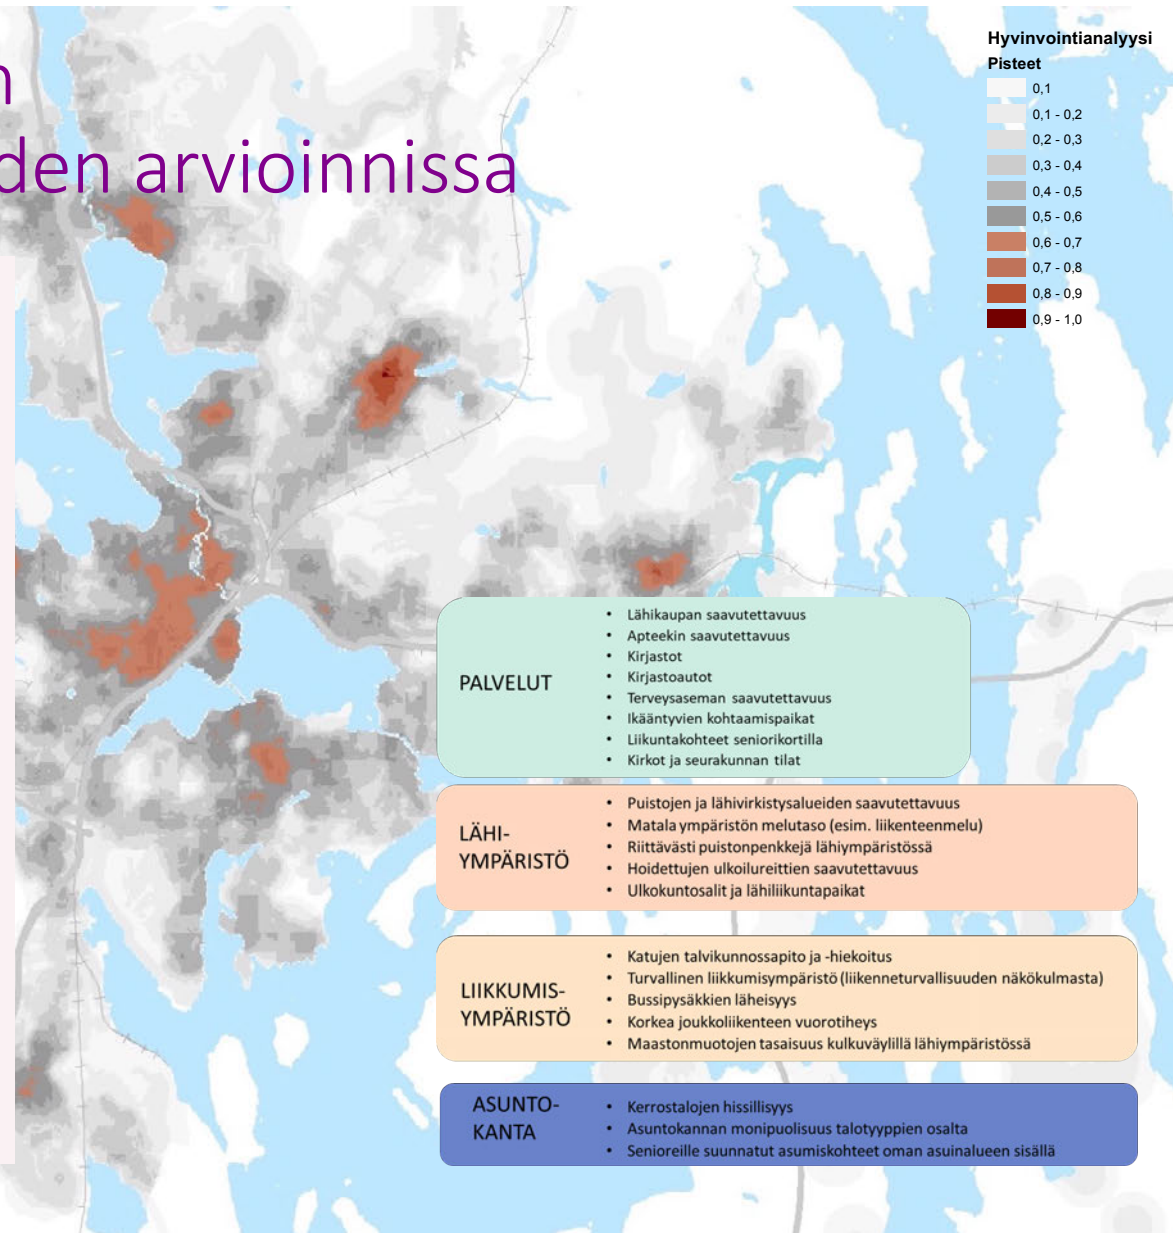 n
den arvioinnissa
Hyvinvointianalyysi
Pisteet
0,1
0,1 - 0,2
0,2 - 0,3
0,3 - 0,4
0,4 - 0,5
0,5 - 0,6
0,6 - 0,7
0,7 - 0,8
0,8 - 0,9
0,9 - 1,0
PALVELUT
• Lähikaupan saavutettavuus
• Apteekin saavutettavuus
• Kirjastot
• Kirjastoautot
• Terveysaseman saavutettavuus
• Ikääntyvien kohtaamispaikat
• Liikuntakohteet seniorikortilla
• Kirkot ja seurakunnan tilat
LÄHI-
YMPÄRISTÖ
• Puistojen ja lähivirkistysalueiden saavutettavuus
• Matala ympäristön melutaso (esim. liikenteenmelu)
• Riittävästi puistonpenkkejä lähiympäristössä
• Hoidettujen ulkoilureittien saavutettavuus
• Ulkokuntosalit ja lähiliikuntapaikat
LIIKKUMIS-
YMPÄRISTÖ
• Katujen talvikunnossapito ja -hiekoitus
• Turvallinen liikkumisympäristö (liikenneturvallisuuden näkökulmasta)
• Bussipysäkkien läheisyys
• Korkea joukkoliikenteen vuorotiheys
• Maastonmuotojen tasaisuus kulkuväylillä lähiympäristössä
ASUNTO-
KANTA
• Kerrostalojen hissillisyys
• Asuntokannan monipuolisuus talotyyppien osalta
• Senioreille suunnatut asumiskohteet oman asuinalueen sisällä